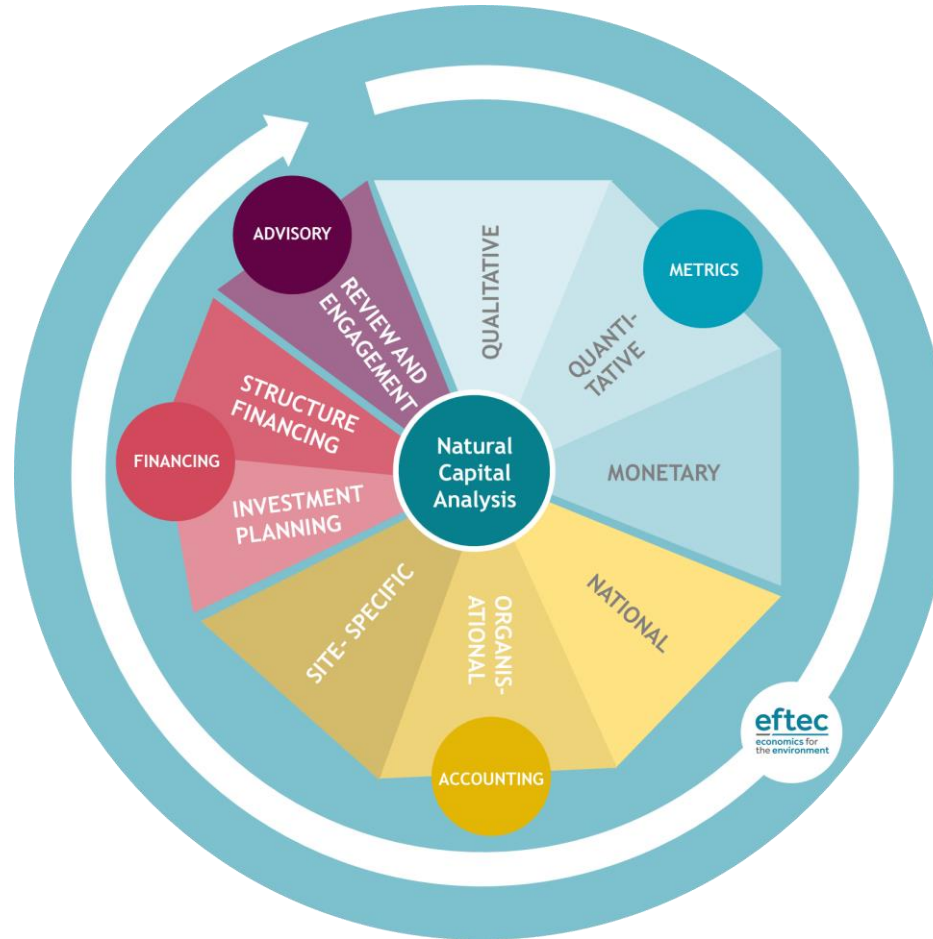 ADVISORY
METRICS
FINANCING
ACCOUNTING
Natural
Capital
Analysis
QUALITATIVE
QUANTI-
TATIVE
MONETARY
NATIONAL
ORGANIS-
ATIONAL
SITE- SPECIFIC
INVESTMENT
PLANNING
STRUCTURE
FINANCING
REVIEW AND
ENGAGEMENT
eftec
economics for
the environment